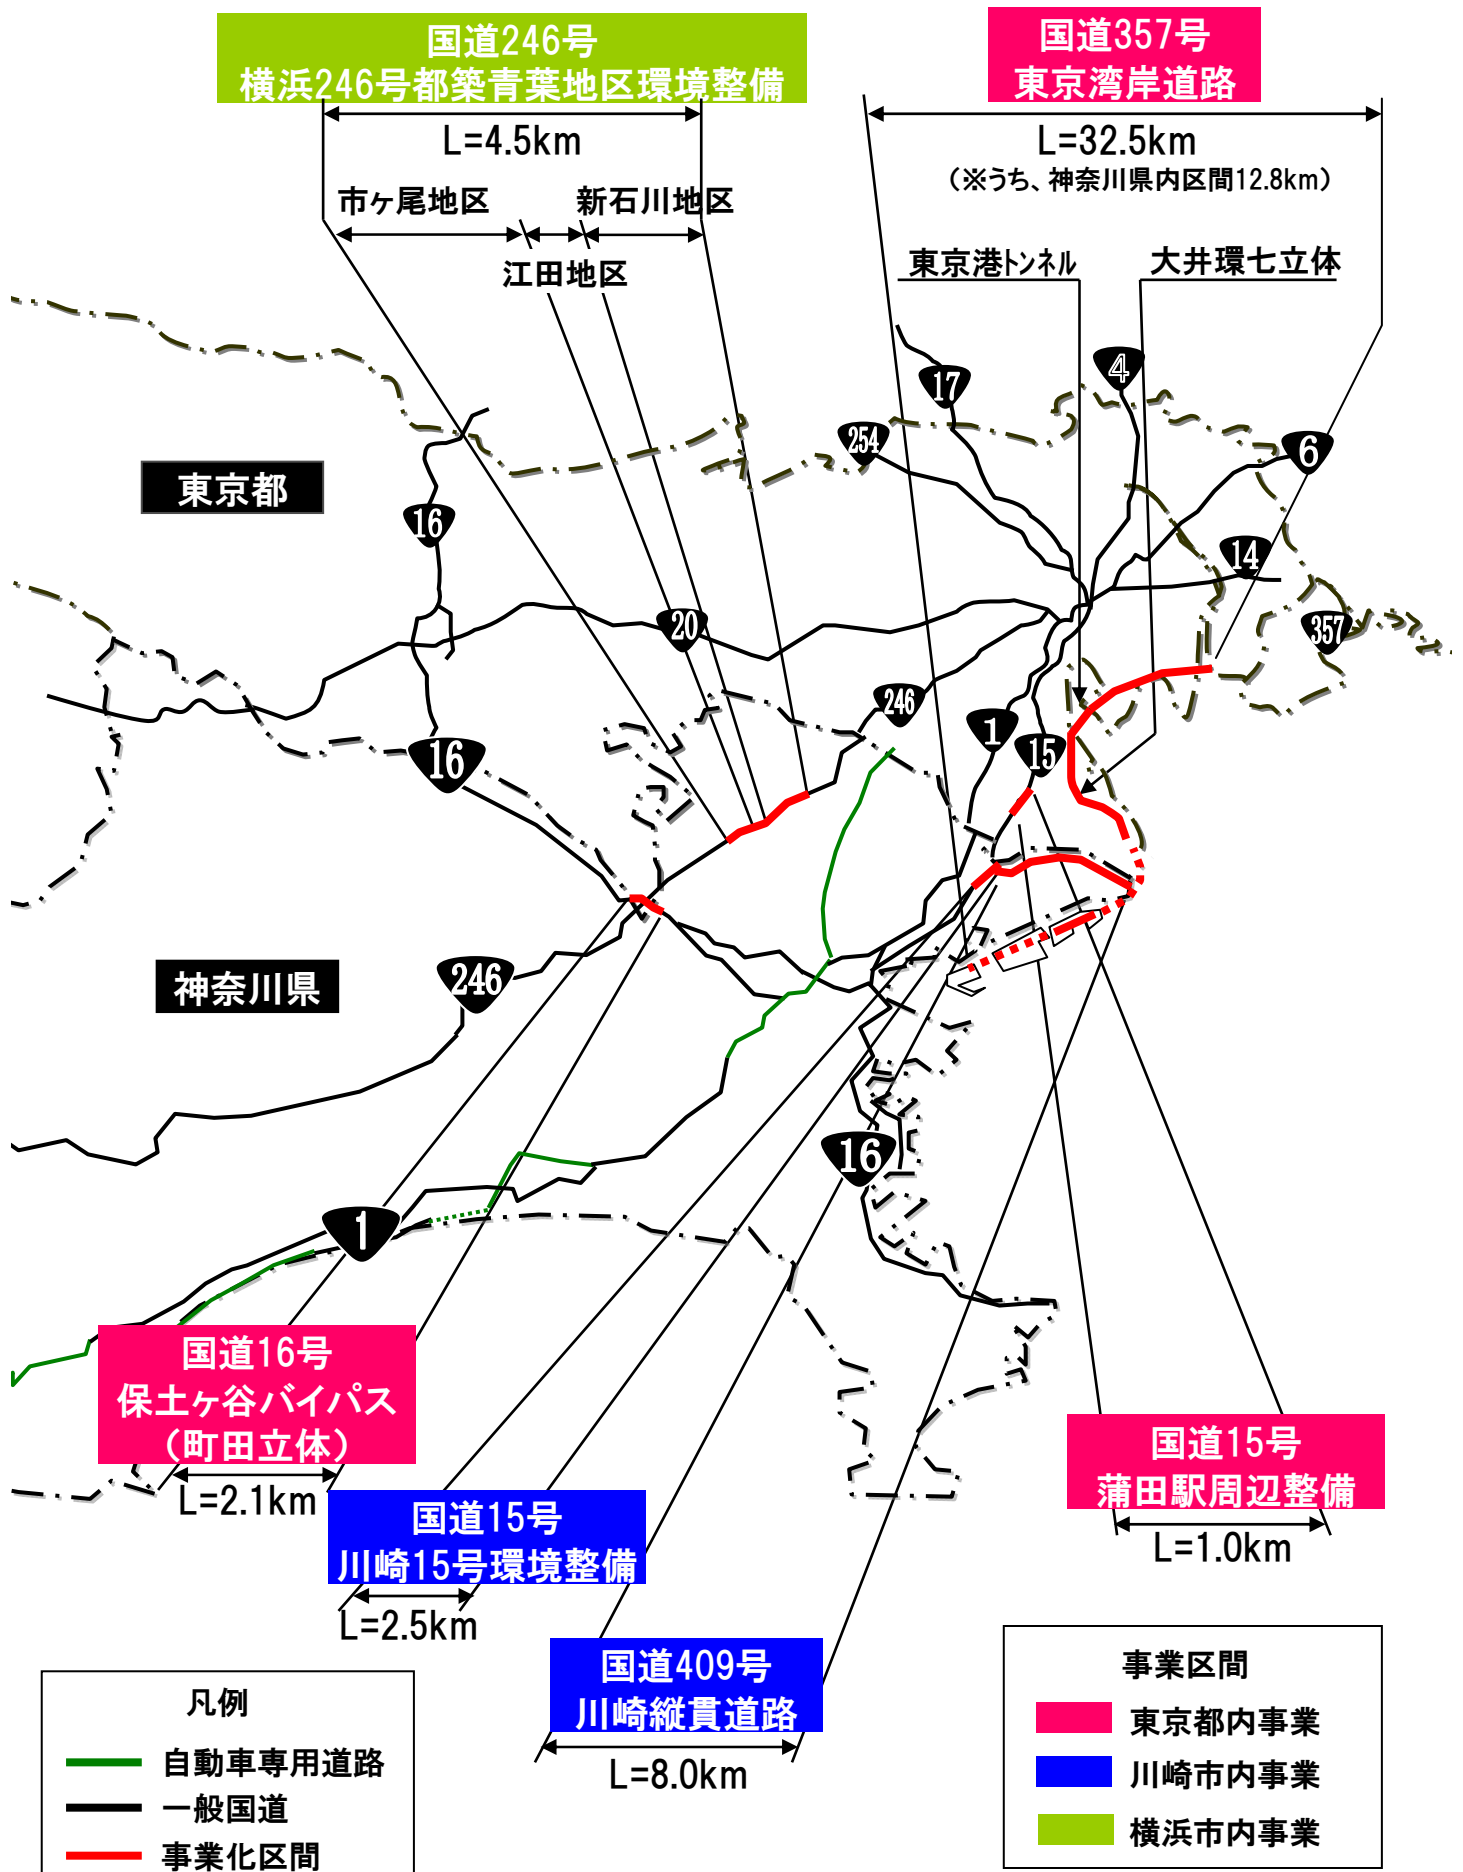 国道246号
横浜246号都築青葉地区環境整備
L=4.5km
市ヶ尾地区
新石川地区
江田地区
国道357号
東京湾岸道路
L=32.5km
（※うち、神奈川県内区間12.8km）
東京港トンネル
大井環七立体
4
17
254
6
東京都
16
14
20
357
246
1
15
16
神奈川県
246
16
1
国道16号
保土ヶ谷バイパス
（町田立体）
L=2.1km
国道15号
川崎15号環境整備
L=2.5km
国道15号
蒲田駅周辺整備
L=1.0km
国道409号
川崎縦貫道路
L=8.0km
凡例
自動車専用道路
一般国道
事業化区間
事業区間
東京都内事業
川崎市内事業
横浜市内事業